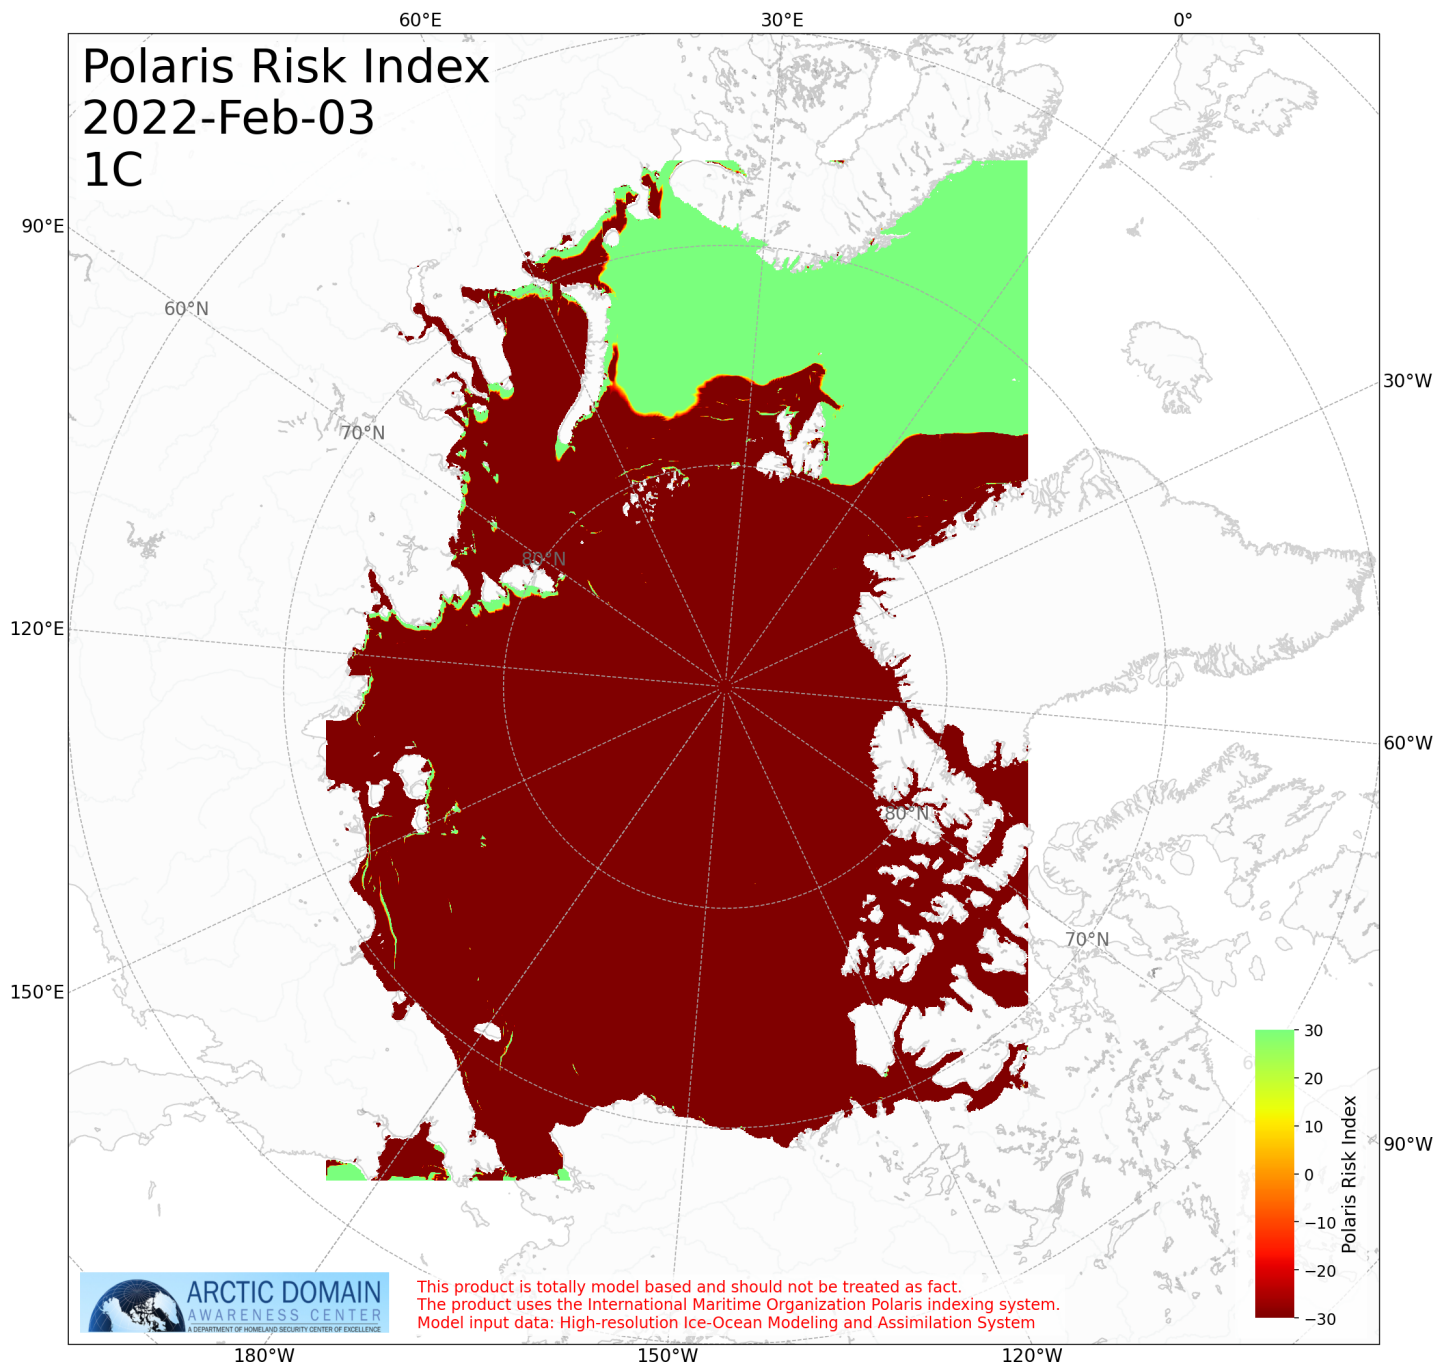 60°E
30°E
0°
Polaris Risk Index
2022-Feb-03
1C
90°E
60°N
30°W
70°N
80°N
120°E
60°W
80°N
70°N
150°E
30
20
10
0
−10
−20
−30
Polaris Risk Index
90°W
ARCTIC DOMAIN
AWARENESS CENTER
A DEPARTMENT OF HOMELAND SECURITY CENTER OF EXCELLENCE
This product is totally model based and should not be treated as fact.
The product uses the International Maritime Organization Polaris indexing system.
Model input data: High-resolution Ice-Ocean Modeling and Assimilation System
180°W
150°W
120°W